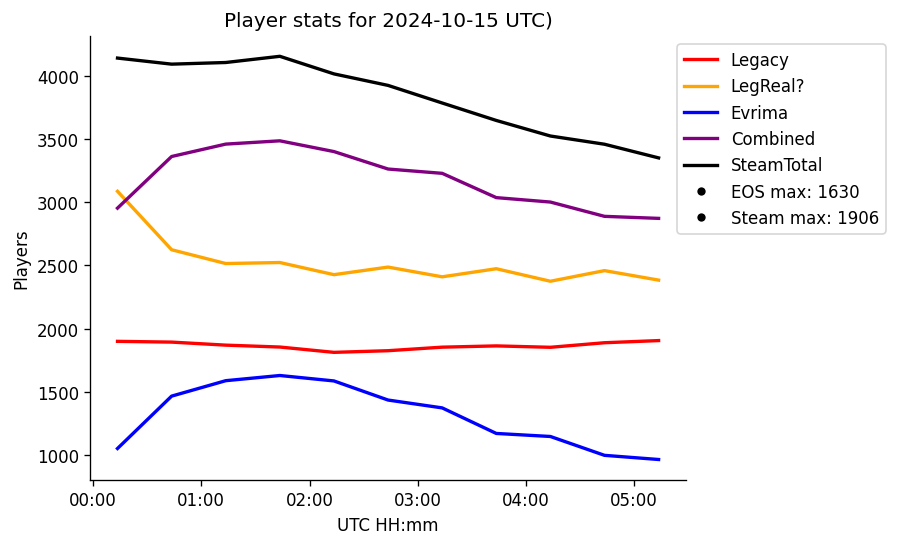 Player stats for 2024-10-15 UTC)
Legacy
LegReal?
Evrima
Combined
SteamTotal
EOS max: 1630
Steam max: 1906
Players
4000
3500
3000
2500
2000
1500
1000
00:00 01:00 02:00 03:00 04:00 05:00
UTC HH:mm